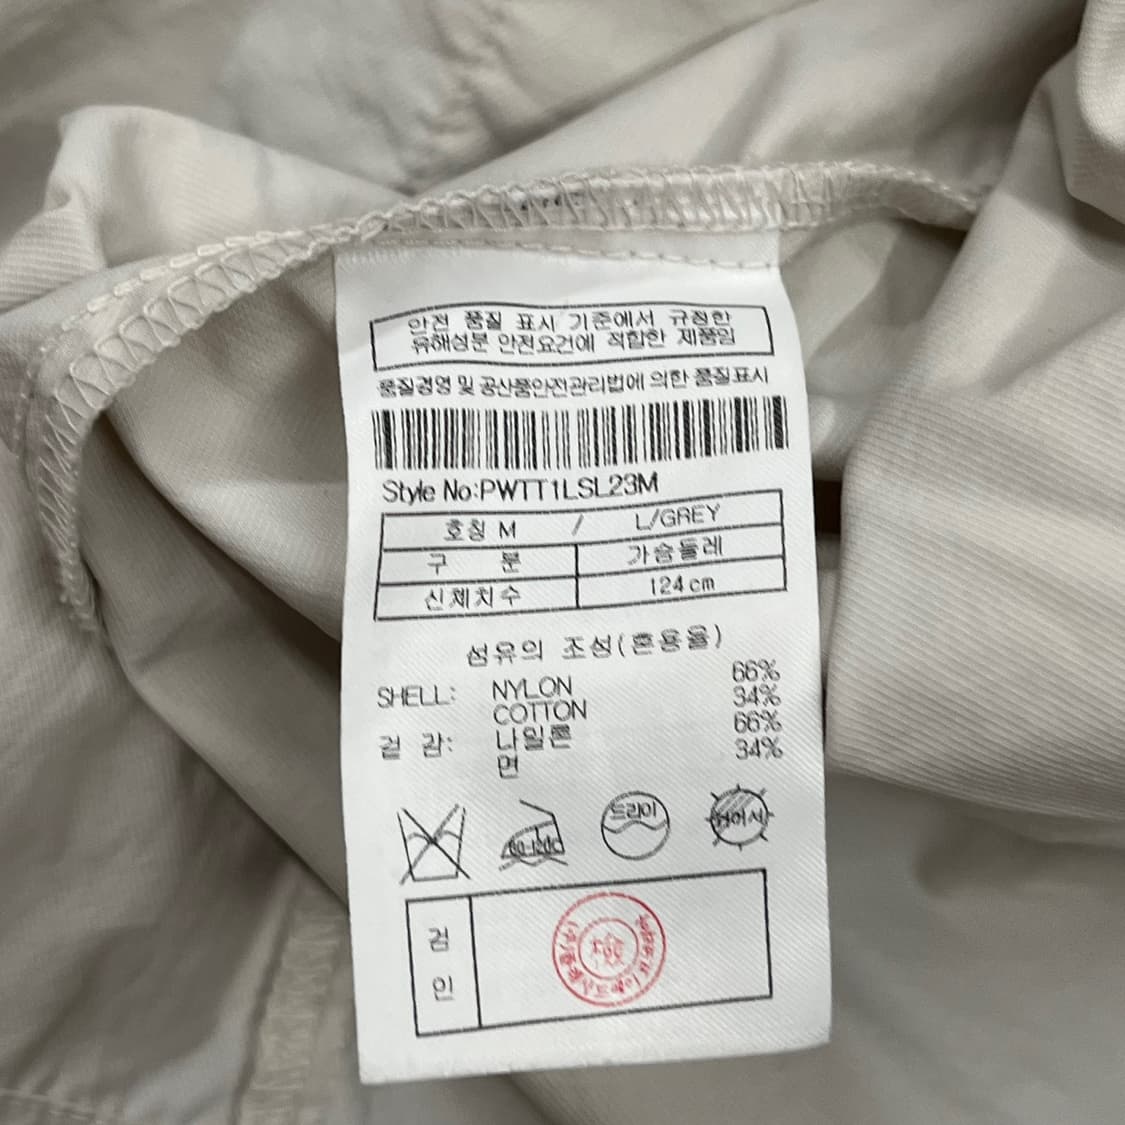 안전 품질 표시 기준에서 규정한
유해성분 안전요건에 적합한 제품임
품질경영 및 공산품안전관리법에 의한 품질표시
Style No:PWTT1LSL23M
호칭 M / L/GREY
구 분 가슴둘레
신체치수 124cm
섬유의 조성(혼용율)
SHELL: NYLON 66%
COTTON 34%
겉 감: 나일론 66%
면 34%
드라이
검
인